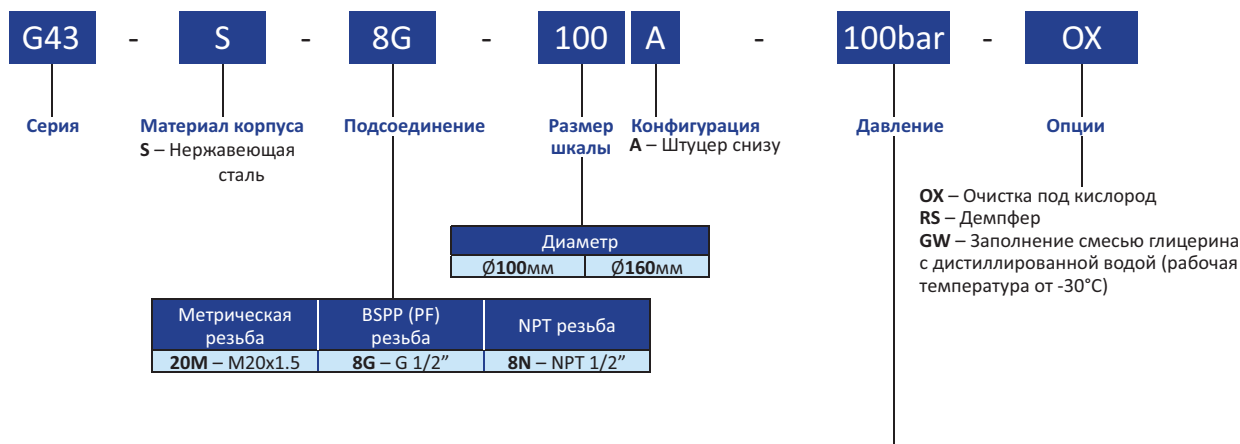 G43 - S - 8G - 100 A - 100bar - OX
Серия
Материал корпуса
S – Нержавеющая
сталь
Подсоединение
Размер
шкалы
Конфигурация
A – Штуцер снизу
Давление
Опции
OX – Очистка под кислород
RS – Демпфер
GW – Заполнение смесью глицерина
с дистиллированной водой (рабочая
температура от -30°C)
Диаметр
Ø100мм Ø160мм
Метрическая
резьба
BSPP (PF)
резьба
NPT резьба
20M – M20x1.5 8G – G 1/2” 8N – NPT 1/2”